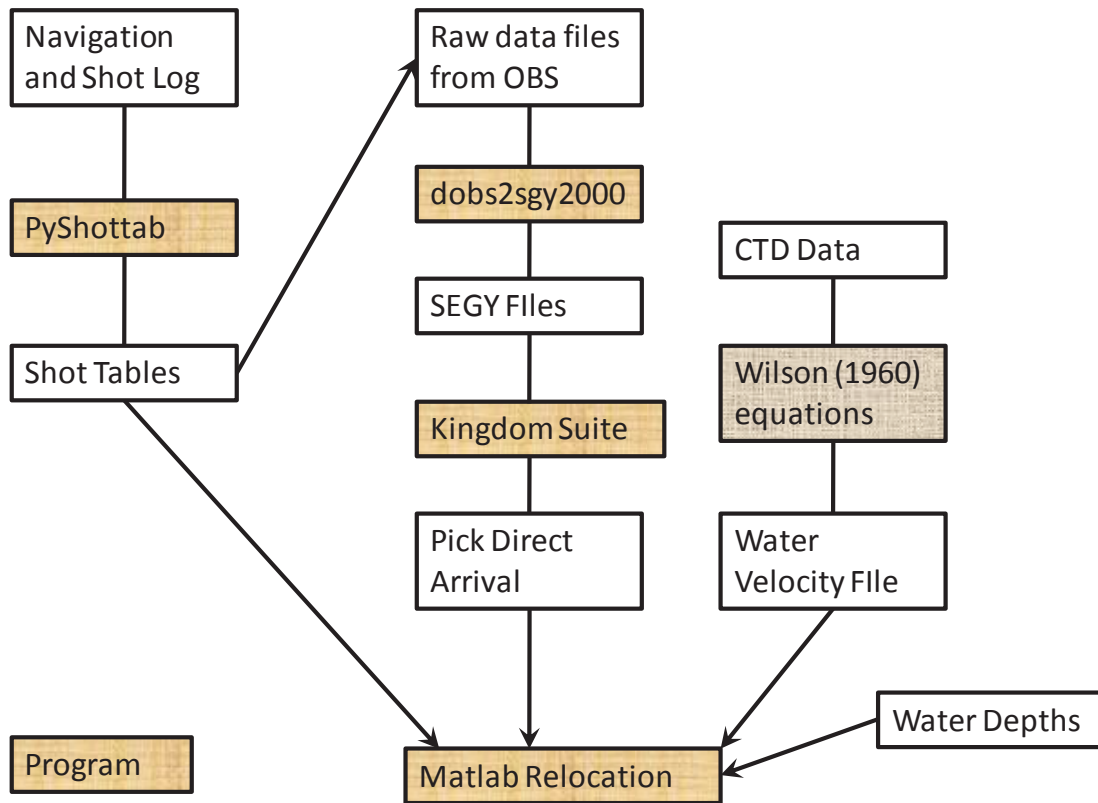 Navigation
and Shot Log
PyShottab
Shot Tables
Raw data files
from OBS
dobs2sgy2000
SEGY FIles
Kingdom Suite
Pick Direct
Arrival
CTD Data
Wilson (1960)
equations
Water
Velocity FIle
Water Depths
Matlab Relocation
Program